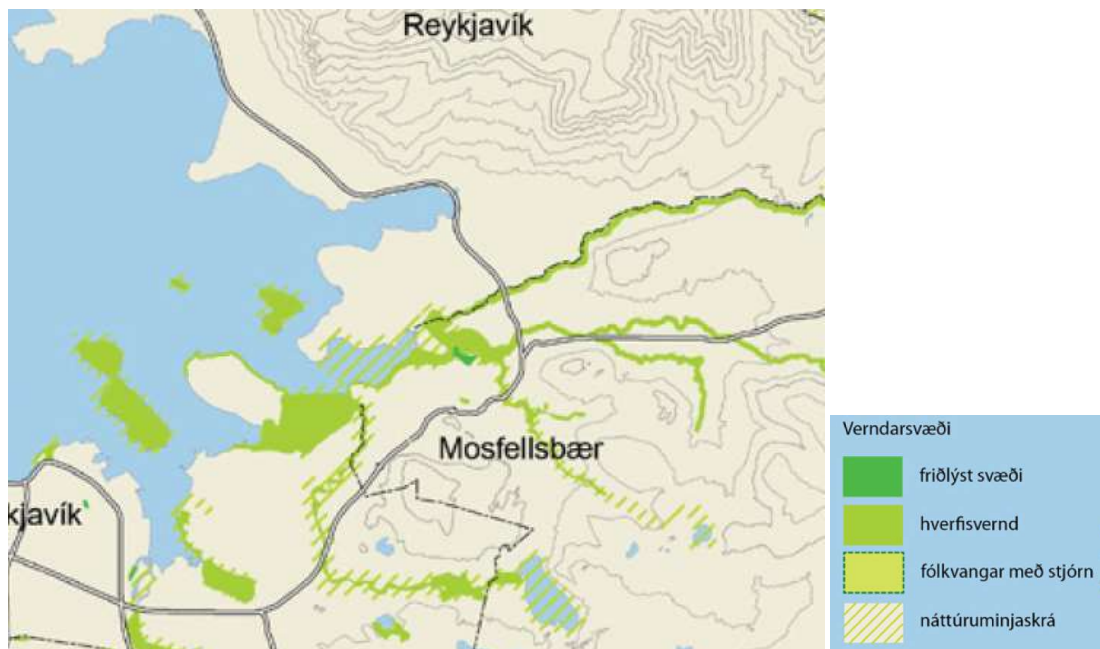 Reykjavík
Mosfellsbær
kjavík
Verndarsvæði
friðlýst svæði
hverfisvernd
fólkvangar með stjórn
náttúruminjaskrá